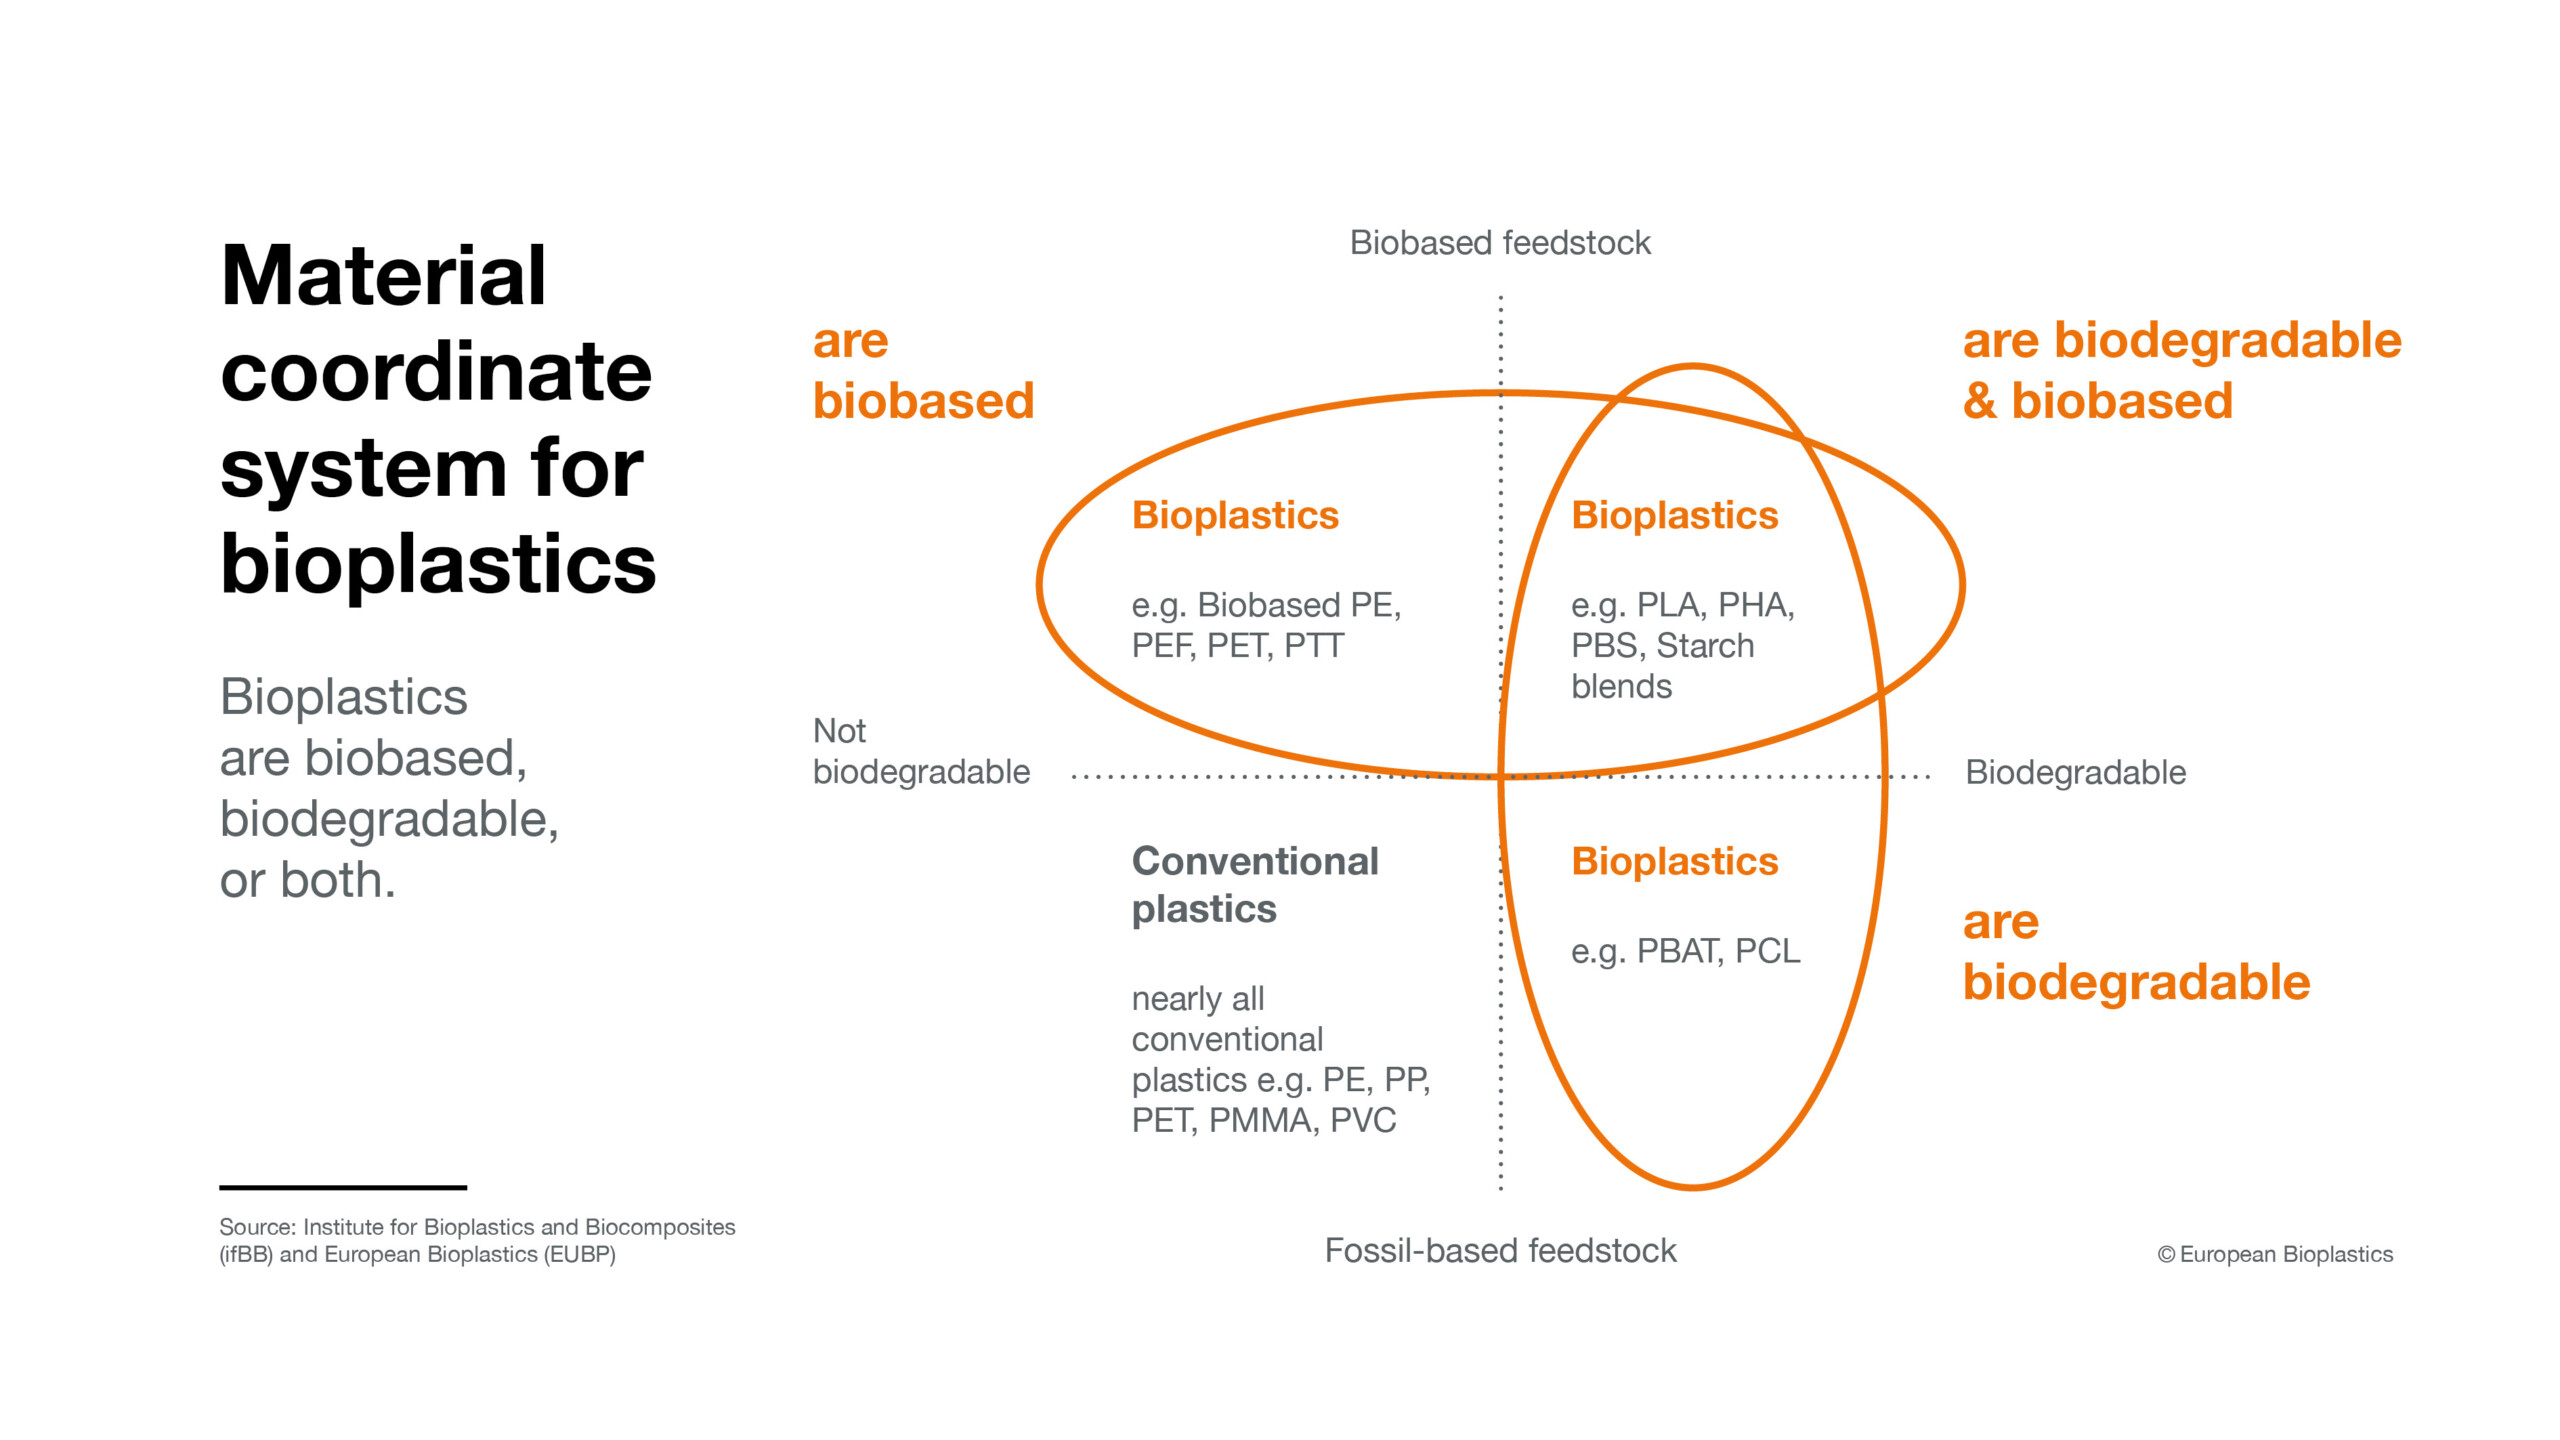 Material
coordinate
system for
bioplastics
Bioplastics
are biobased,
biodegradable,
or both.
Source: Institute for Bioplastics and Biocomposites
(ifBB) and European Bioplastics (EUBP)
Biobased feedstock
are
biobased
are biodegradable
& biobased
Bioplastics
e.g. Biobased PE,
PEF, PET, PTT
Bioplastics
e.g. PLA, PHA,
PBS, Starch
blends
Not
biodegradable
Biodegradable
Conventional
plastics
nearly all
conventional
plastics e.g. PE, PP,
PET, PMMA, PVC
Bioplastics
e.g. PBAT, PCL
are
biodegradable
Fossil-based feedstock
© European Bioplastics